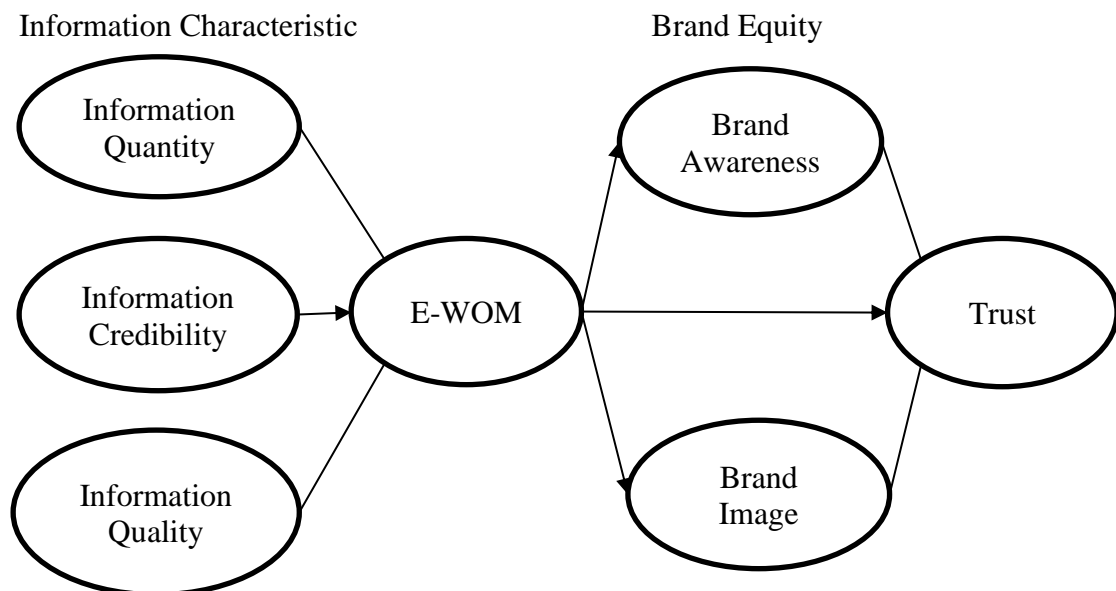 Information Characteristic
Brand Equity
Information
Quantity
Brand
Awareness
Information
Credibility
E-WOM
Trust
Information
Quality
Brand
Image